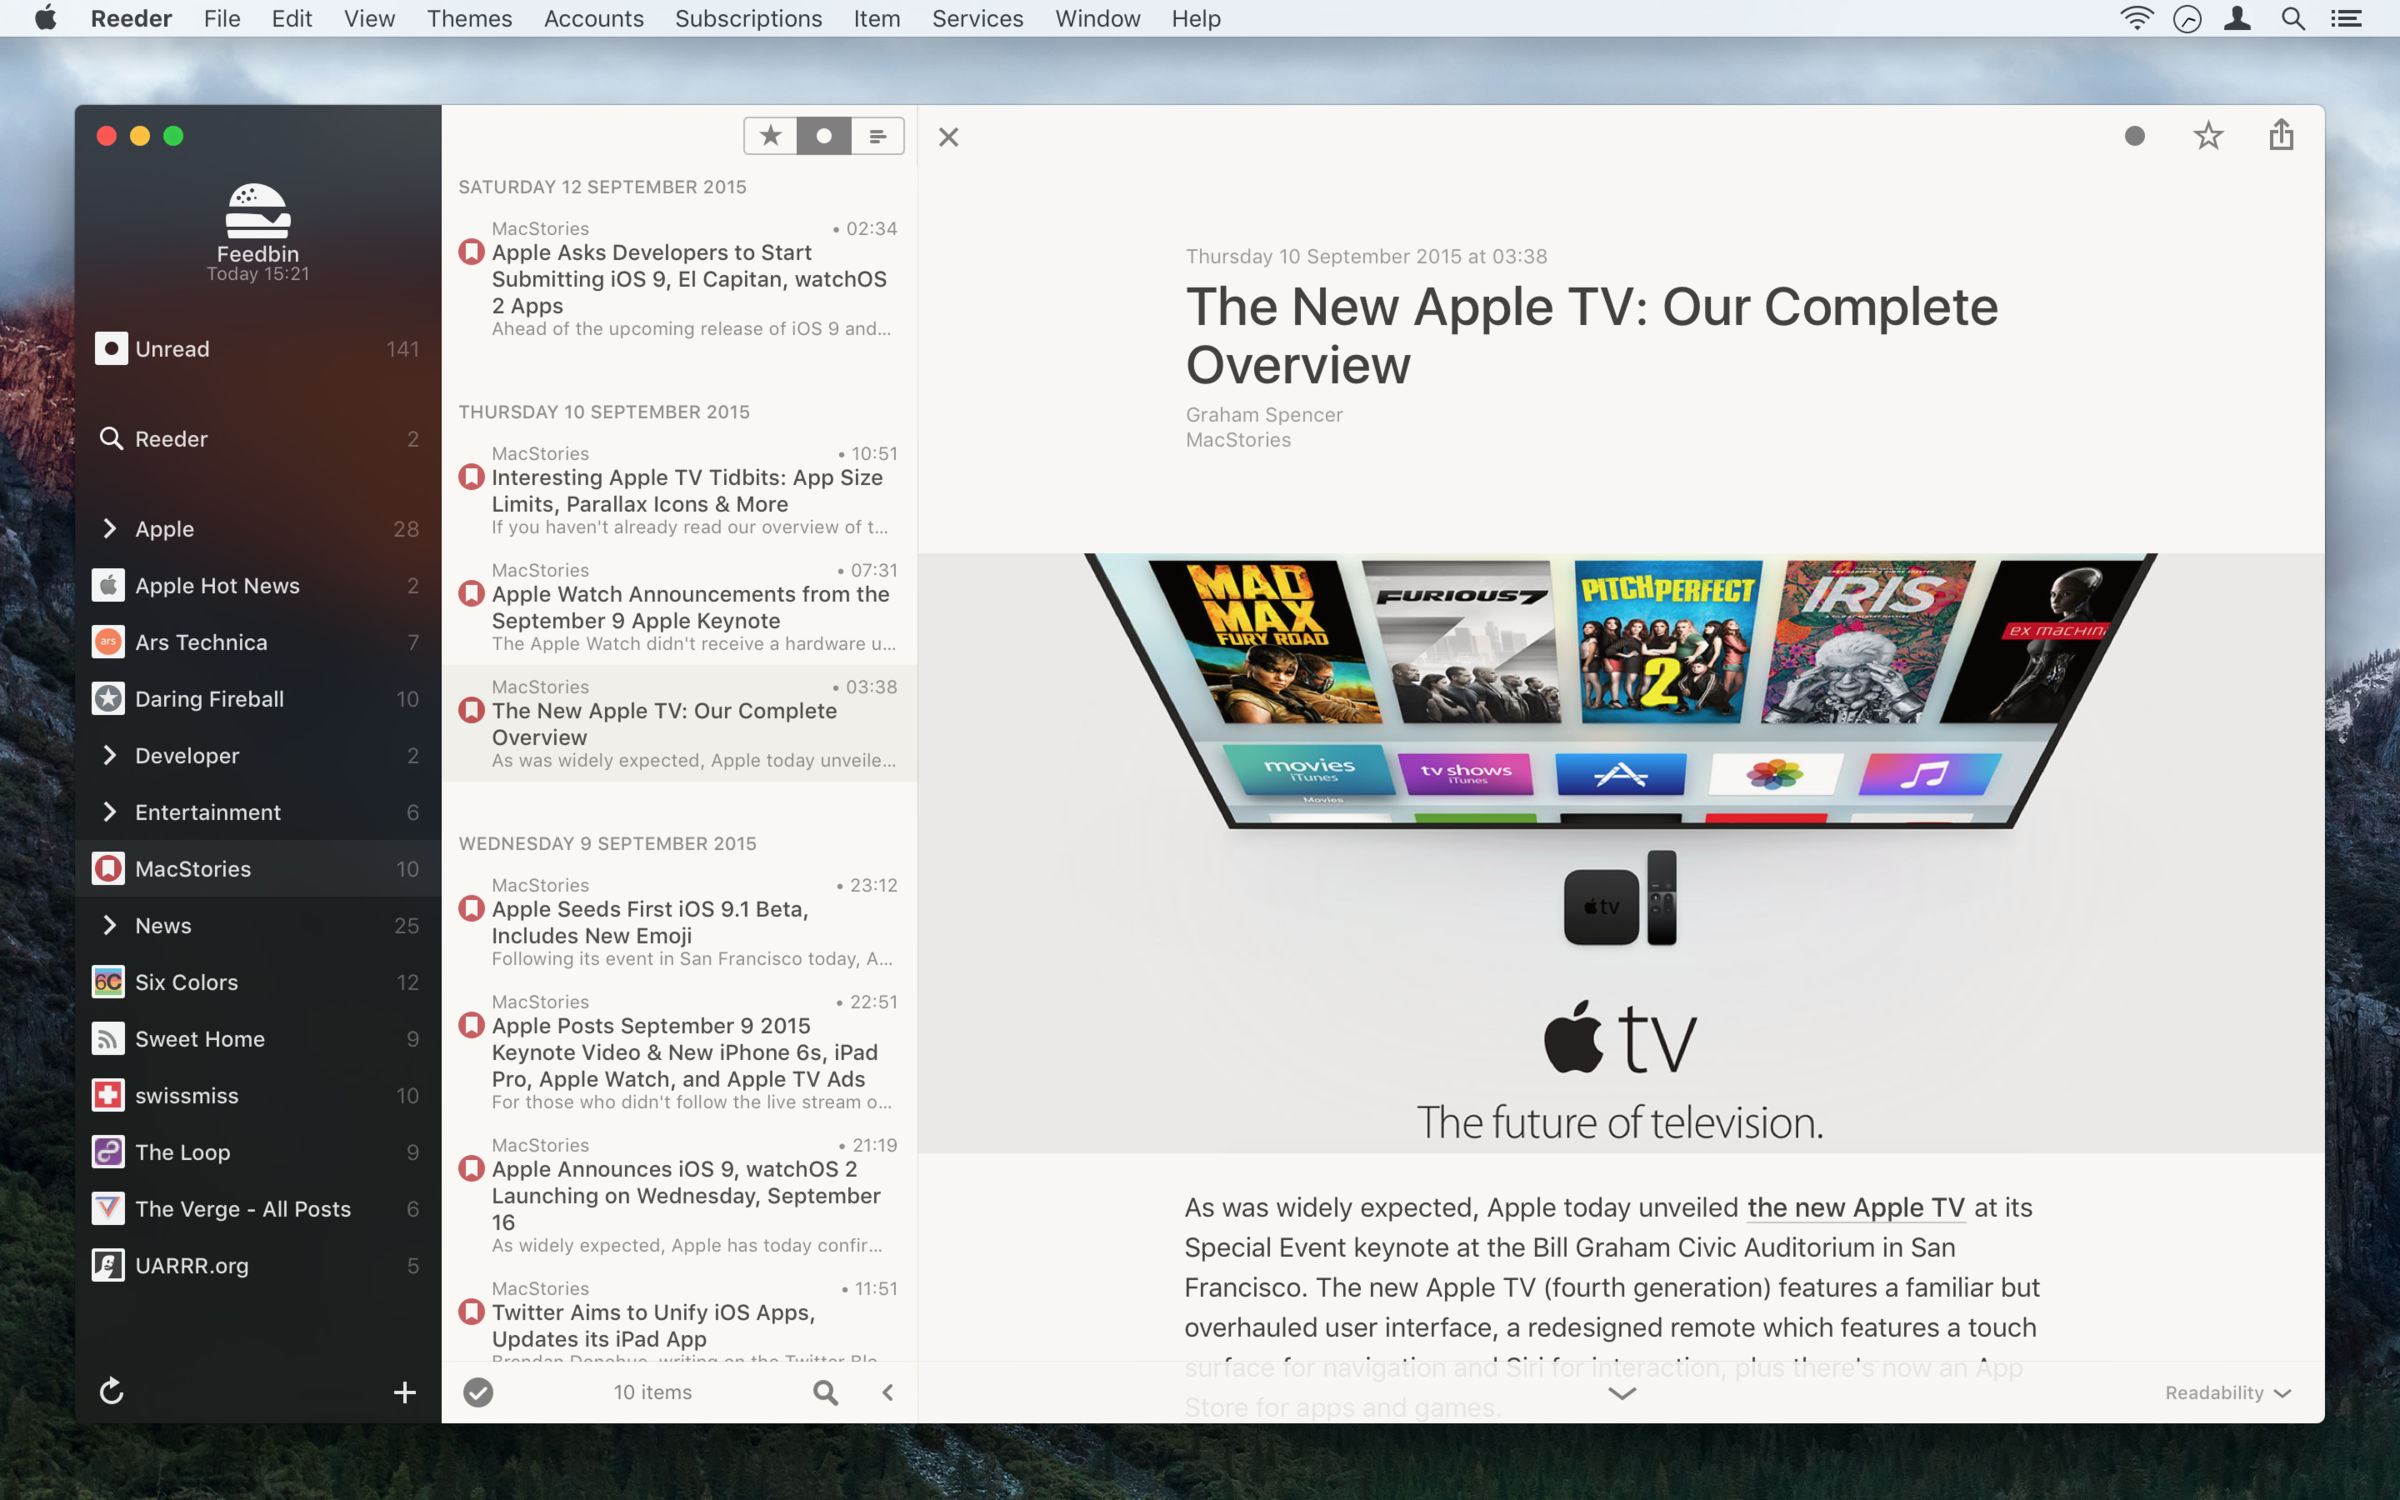 Reeder File Edit View Themes Accounts Subscriptions Item Services Window Help
Feedbin
Today 15:21
Unread 141
Reeder 2
Apple 28
Apple Hot News 2
ars
Ars Technica 7
Daring Fireball 10
Developer 2
Entertainment 6
MacStories 10
News 25
6C
Six Colors 12
Sweet Home 9
swissmiss 10
The Loop 9
The Verge - All Posts 6
UARRR.org 5
SATURDAY 12 SEPTEMBER 2015
MacStories • 02:34
Apple Asks Developers to Start
Submitting iOS 9, El Capitan, watchOS
2 Apps
Ahead of the upcoming release of iOS 9 and...
THURSDAY 10 SEPTEMBER 2015
MacStories • 10:51
Interesting Apple TV Tidbits: App Size
Limits, Parallax Icons & More
If you haven't already read our overview of t...
MacStories • 07:31
Apple Watch Announcements from the
September 9 Apple Keynote
The Apple Watch didn't receive a hardware u...
MacStories • 03:38
The New Apple TV: Our Complete
Overview
As was widely expected, Apple today unveile...
WEDNESDAY 9 SEPTEMBER 2015
MacStories • 23:12
Apple Seeds First iOS 9.1 Beta,
Includes New Emoji
Following its event in San Francisco today, A...
MacStories • 22:51
Apple Posts September 9 2015
Keynote Video & New iPhone 6s, iPad
Pro, Apple Watch, and Apple TV Ads
For those who didn't follow the live stream o...
MacStories • 21:19
Apple Announces iOS 9, watchOS 2
Launching on Wednesday, September
16
As widely expected, Apple has today confir...
MacStories • 11:51
Twitter Aims to Unify iOS Apps,
Updates its iPad App
Brendan Donohue, writing on the Twitter Blo...
10 items
Thursday 10 September 2015 at 03:38
The New Apple TV: Our Complete
Overview
Graham Spencer
MacStories
MAD
MAX
FURY ROAD
FURIOUS 7
PITCH PERFECT
2
IRIS
EX MACHIN
movies
iTunes
Movies
tv shows
iTunes
tv
tv
The future of television.
As was widely expected, Apple today unveiled the new Apple TV at its
Special Event keynote at the Bill Graham Civic Auditorium in San
Francisco. The new Apple TV (fourth generation) features a familiar but
overhauled user interface, a redesigned remote which features a touch
surface for navigation and Siri for interaction, plus there's now an App
Store for apps and games.
Readability